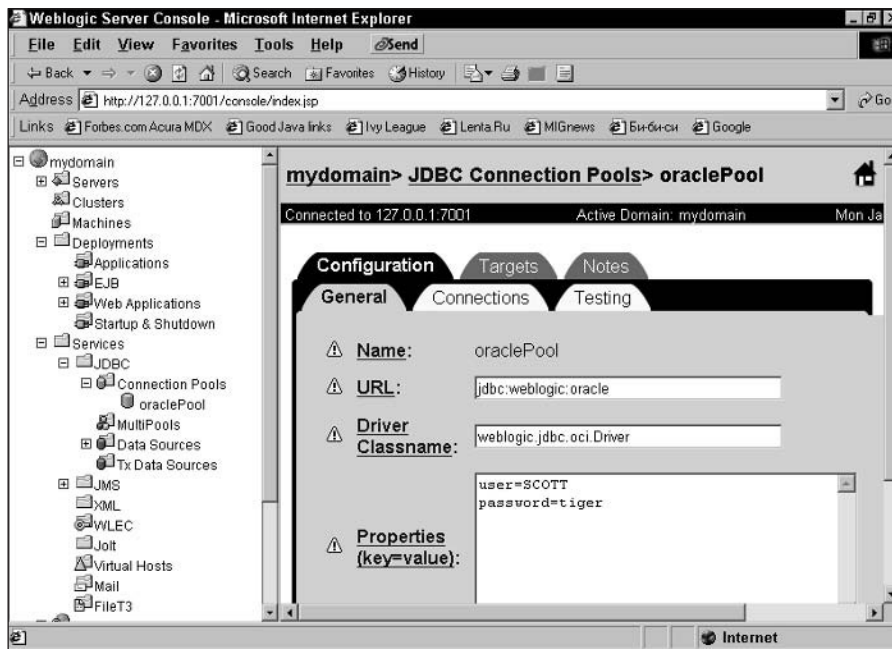 Weblogic Server Console - Microsoft Internet Explorer
File Edit View Favorites Tools Help Send
Back Search Favorites History
Address http://127.0.0.1:7001/console/index.jsp Go
Links Forbes.com Acura MDX Good Java links Ivy League Lenta.Ru MIGnews Би-би-си Google
mydomain
Servers
Clusters
Machines
Deployments
Applications
EJB
Web Applications
Startup & Shutdown
Services
JDBC
Connection Pools
oraclePool
MultiPools
Data Sources
Tx Data Sources
JMS
XML
WLEC
Jolt
Virtual Hosts
Mail
FileT3
mydomain> JDBC Connection Pools> oraclePool
Connected to 127.0.0.1:7001 Active Domain: mydomain Mon Ja
Configuration Targets Notes
General Connections Testing
Name: oraclePool
URL: jdbc:weblogic:oracle
Driver
Classname: weblogic.jdbc.oci.Driver
user=SCOTT
password=tiger
Properties
(key=value):
Internet